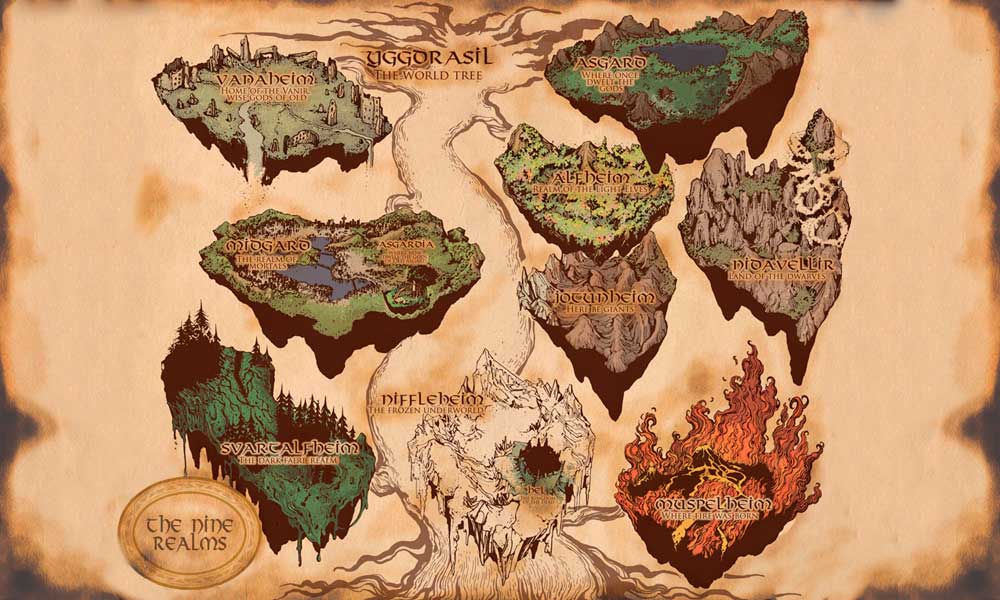 YGGDRASIL
THE WORLD TREE
VANAHEIM
HOME OF THE VANIR,
WISE GODS OF OLD
ASGARD
WHERE ONCE
DWELT THE
GODS
ALFHEIM
REALM OF THE LIGHT ELVES
MIDGARD
THE REALM OF
MORTALS
ASGARDIA
NIDAVELLIR
LAND OF THE DWARVES
JOTUNHEIM
HERE BE GIANTS
NIFFLEHEIM
THE FROZEN UNDERWORLD
HEL
SVARTALFHEIM
THE DARK FAERIE REALM
MUSPELHEIM
WHERE FIRE WAS BORN
THE NINE
REALMS